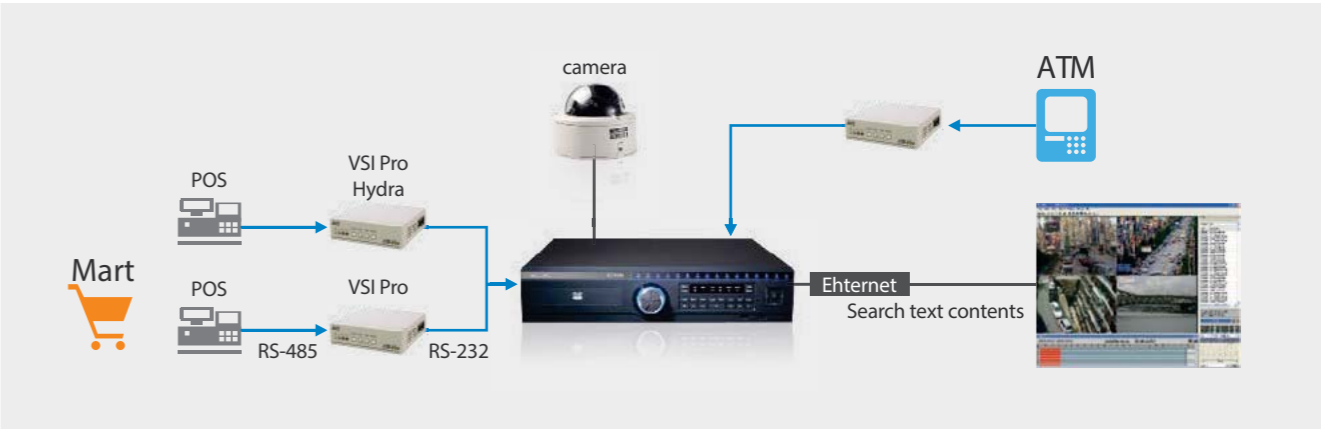 camera
ATM
VSI Pro
Hydra
POS
Mart
POS
VSI Pro
RS-485
RS-232
Ehternet
Search text contents